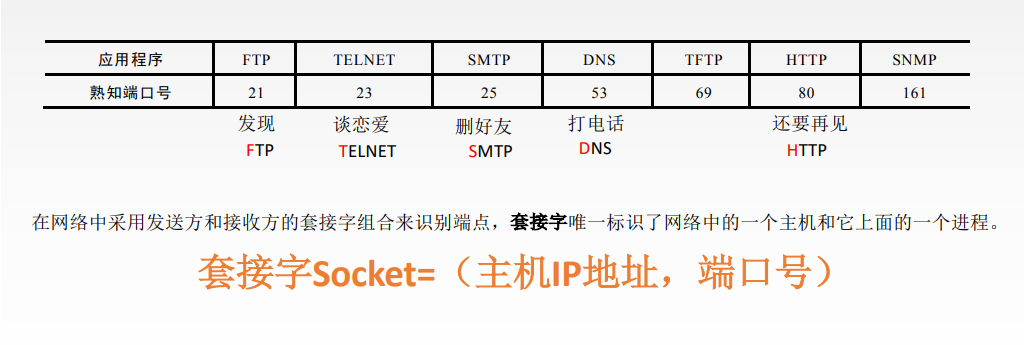 应用程序 FTP TELNET SMTP DNS TFTP HTTP SNMP
熟知端口号 21 23 25 53 69 80 161
发现 谈恋爱 删好友 打电话 还要再见
FTP TELNET SMTP DNS HTTP
在网络中采用发送方和接收方的套接字组合来识别端点，套接字唯一标识了网络中的一个主机和它上面的一个进程。
套接字Socket=（主机IP地址，端口号）